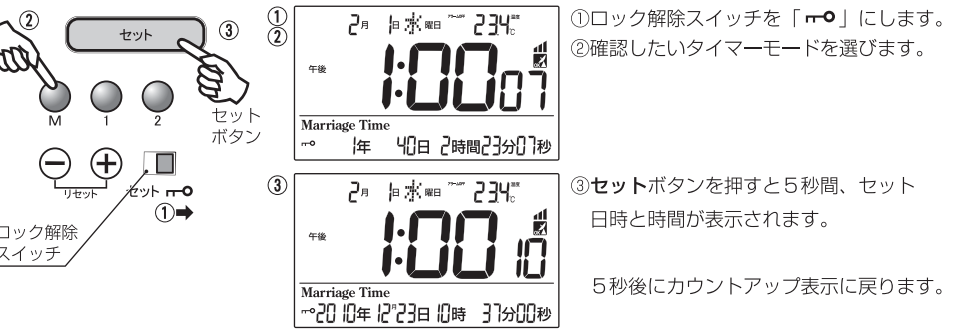 ②
セット
③
M
1
2
セット
ボタン
リセット
セット
①➡
ロック解除
スイッチ
①
②
2月 1日 水 曜日 23.4℃
午後
1:00 07
Marriage Time
1年 40日 2時間23分07秒
③
2月 1日 水 曜日 23.4℃
午後
1:00 10
Marriage Time
2010年 12月23日 10時 37分00秒
①ロック解除スイッチを「 」にします。
②確認したいタイマーモードを選びます。
③セットボタンを押すと5秒間、セット
日時と時間が表示されます。
5秒後にカウントアップ表示に戻ります。